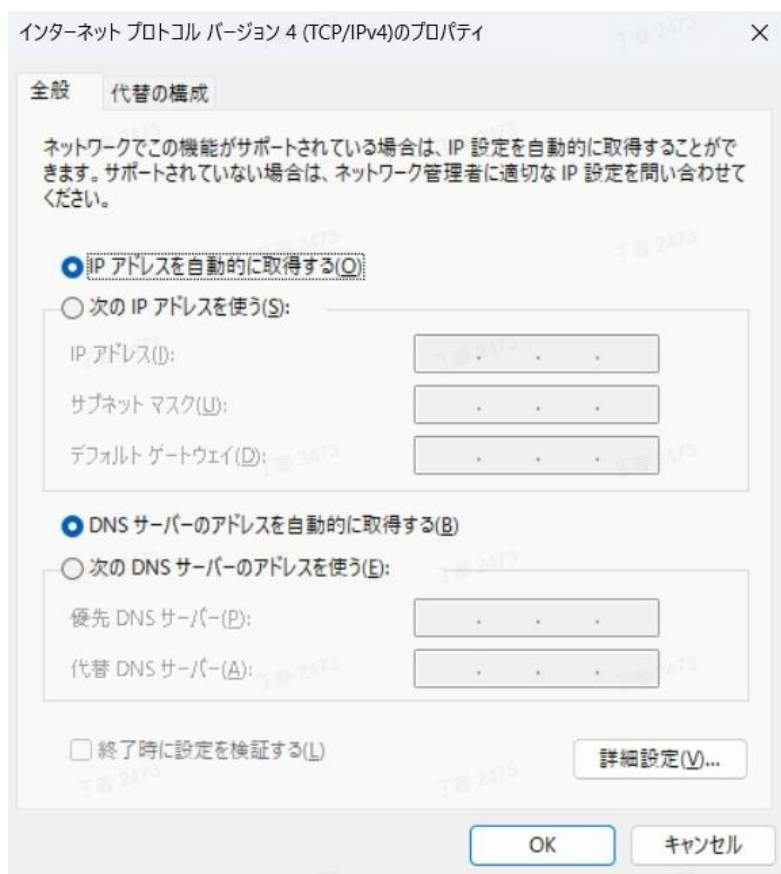 インターネット プロトコル バージョン 4 (TCP/IPv4)のプロパティ
全般
代替の構成
ネットワークでこの機能がサポートされている場合は、IP 設定を自動的に取得することがで
きます。サポートされていない場合は、ネットワーク管理者に適切な IP 設定を問い合わせて
ください。
IP アドレスを自動的に取得する(O)
次の IP アドレスを使う(S):
IP アドレス(I):
サブネット マスク(U):
デフォルト ゲートウェイ(D):
DNS サーバーのアドレスを自動的に取得する(B)
次の DNS サーバーのアドレスを使う(E):
優先 DNS サーバー(P):
代替 DNS サーバー(A):
終了時に設定を検証する(L)
詳細設定(V)...
OK
キャンセル